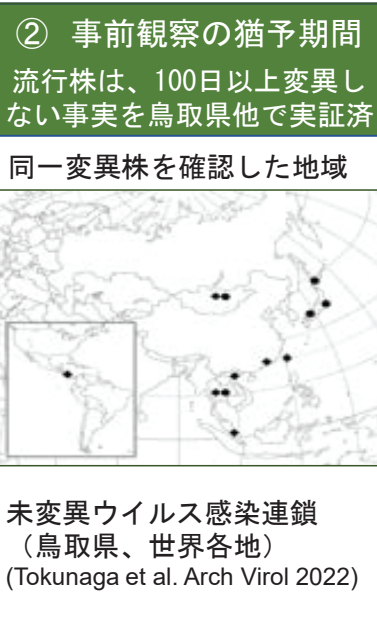 ② 事前観察の猶予期間
流行株は、100日以上変異し
ない事実を鳥取県他で実証済
同一変異株を確認した地域
未変異ウイルス感染連鎖
（鳥取県、世界各地）
(Tokunaga et al. Arch Virol 2022)